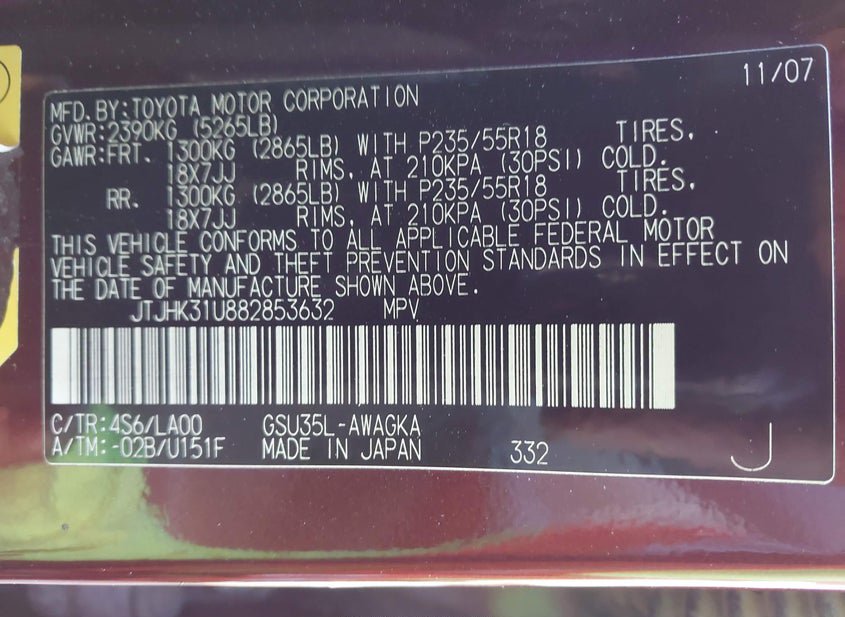 11/07
MFD. BY: TOYOTA MOTOR CORPORATION
GVWR: 2390KG (5265LB)
GAWR: FRT. 1300KG (2865LB) WITH P235/55R18 TIRES,
18X7JJ RIMS, AT 210KPA (30PSI) COLD.
RR. 1300KG (2865LB) WITH P235/55R18 TIRES,
18X7JJ RIMS, AT 210KPA (30PSI) COLD.
THIS VEHICLE CONFORMS TO ALL APPLICABLE FEDERAL MOTOR
VEHICLE SAFETY AND THEFT PREVENTION STANDARDS IN EFFECT ON
THE DATE OF MANUFACTURE SHOWN ABOVE.
JTJHK31U882853632 MPV
C/TR: 4S6/LA00 GSU35L-AWAGKA
A/TM: -02B/U151F MADE IN JAPAN 332 J